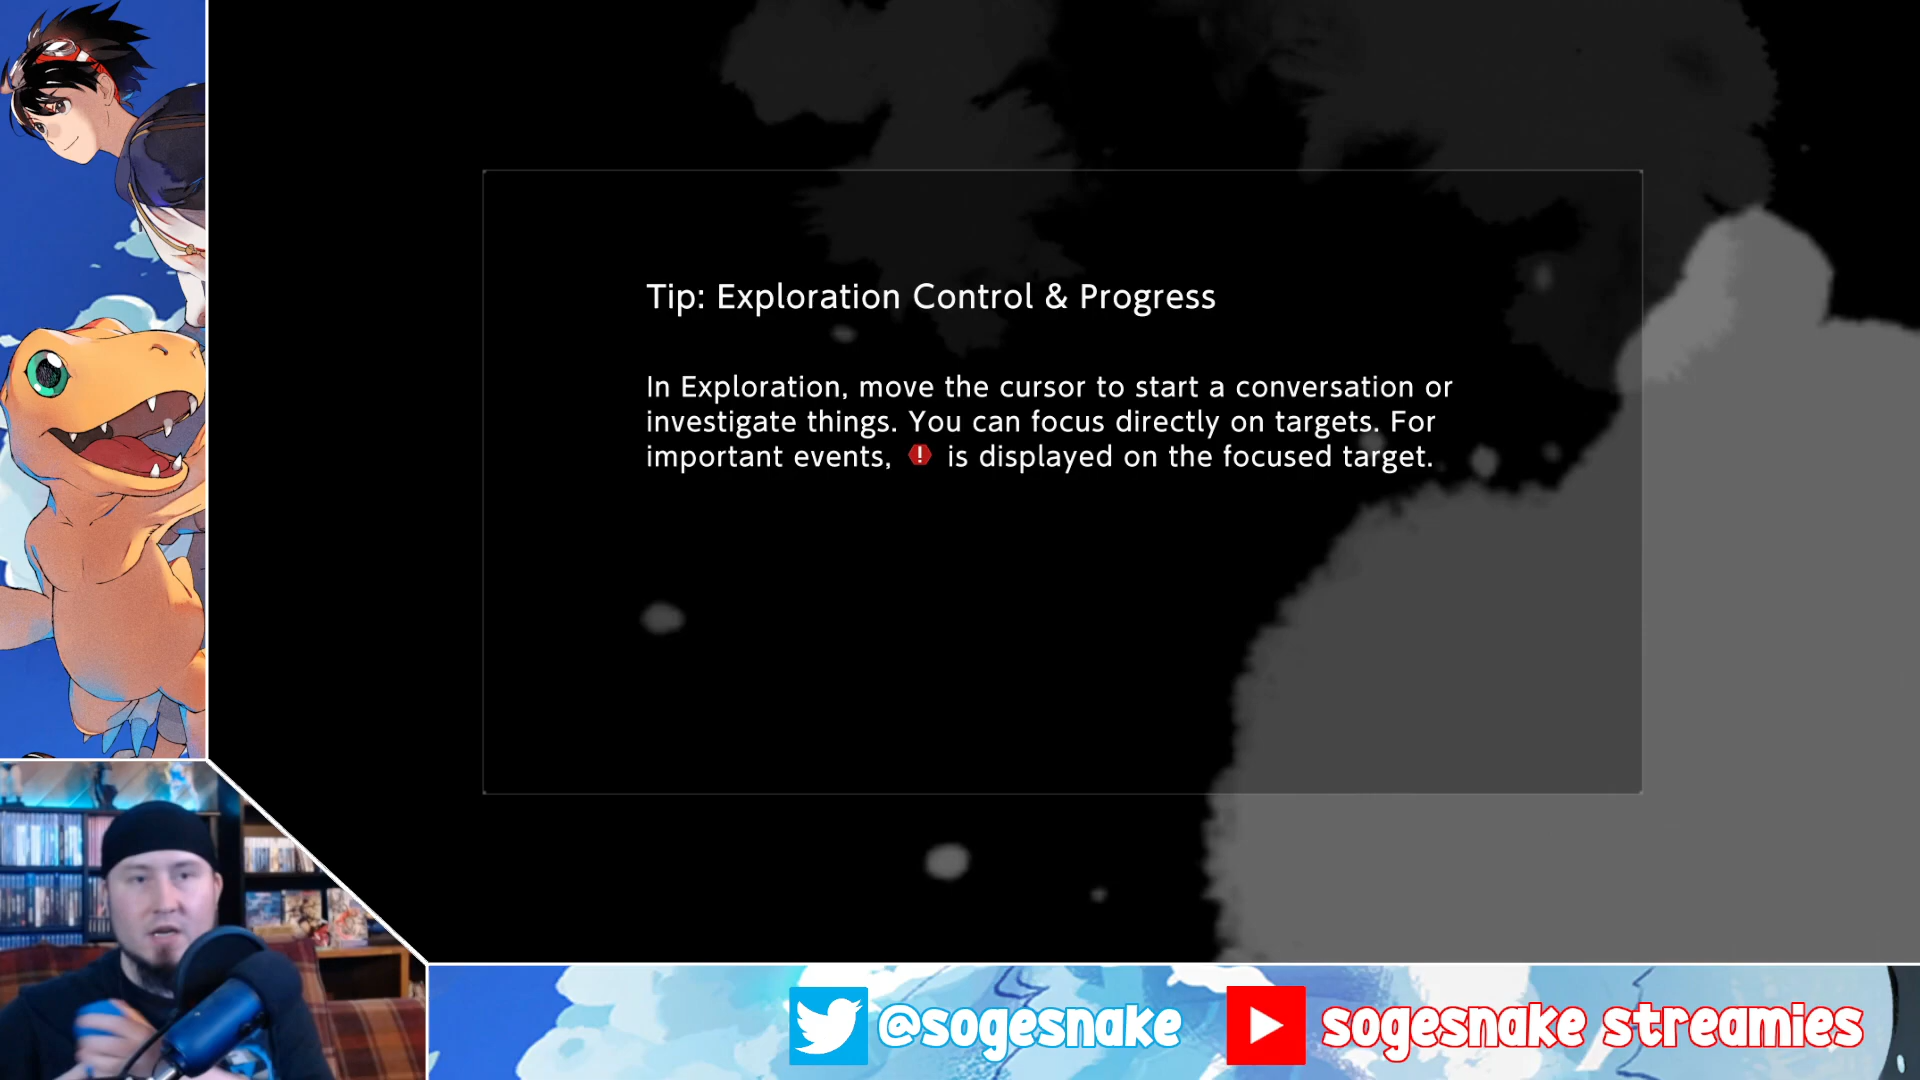 Tip: Exploration Control & Progress
In Exploration, move the cursor to start a conversation or
investigate things. You can focus directly on targets. For
important events, ! is displayed on the focused target.
@sogesnake
sogesnake streamies